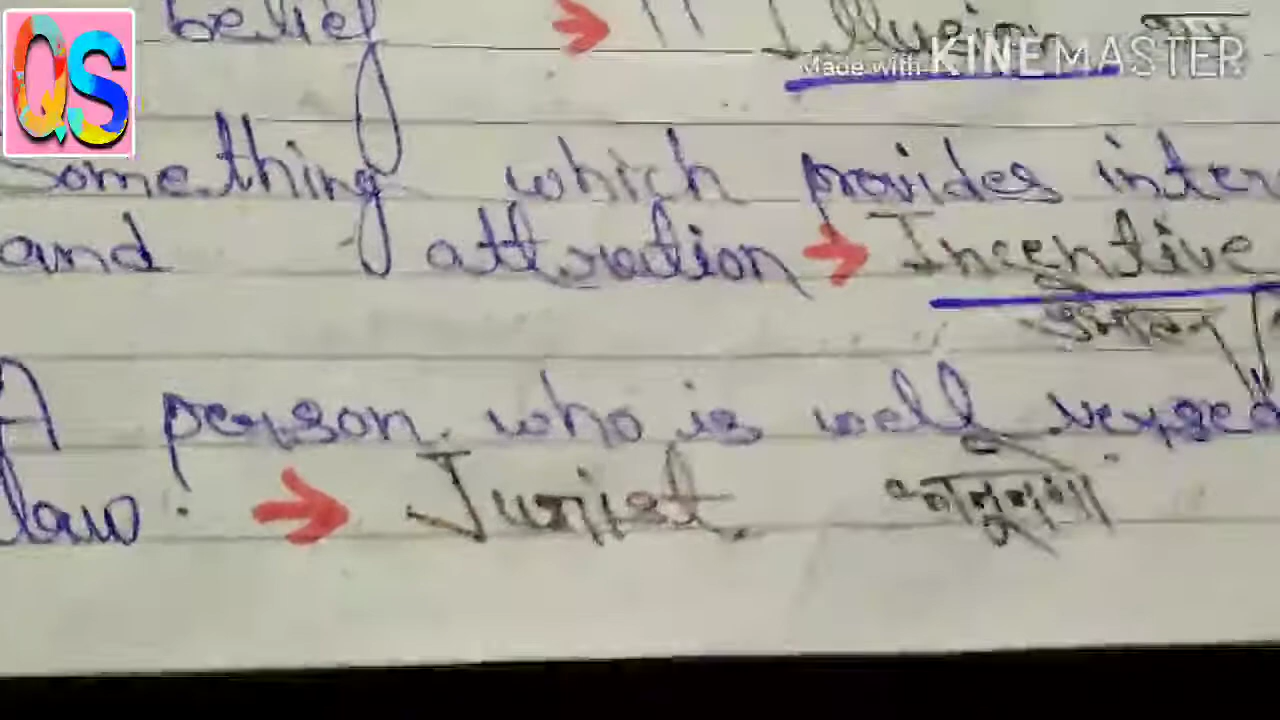 QS
belief → Illusion
Made with KINEMASTER
Something which provides inter
and attration → Incentive
A person who is well versed
law. → Jurist.